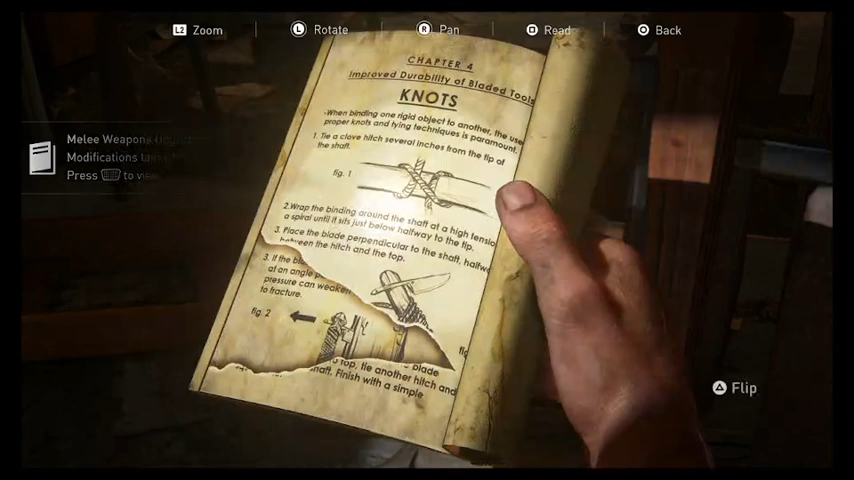 L2 Zoom
L Rotate
R Pan
Read
Back
CHAPTER 4
Improved Durability of Bladed Tools
KNOTS
-When binding one rigid object to another, the use
proper knots and tying techniques is paramount.
1. Tie a clove hitch several inches from the tip of
the shaft.
fig. 1
2.Wrap the binding around the shaft at a high tensio
a spiral until it sits just below halfway to the tip.
3. Place the blade perpendicular to the shaft, halfw
between the hitch and the top.
3. If the bla
at an angle
pressure can weake
to fracture.
fig. 2
fig
blade
o top, tie another hitch and
shaft. Finish with a simple
Melee Weapons
Modifications
Press to view
Flip